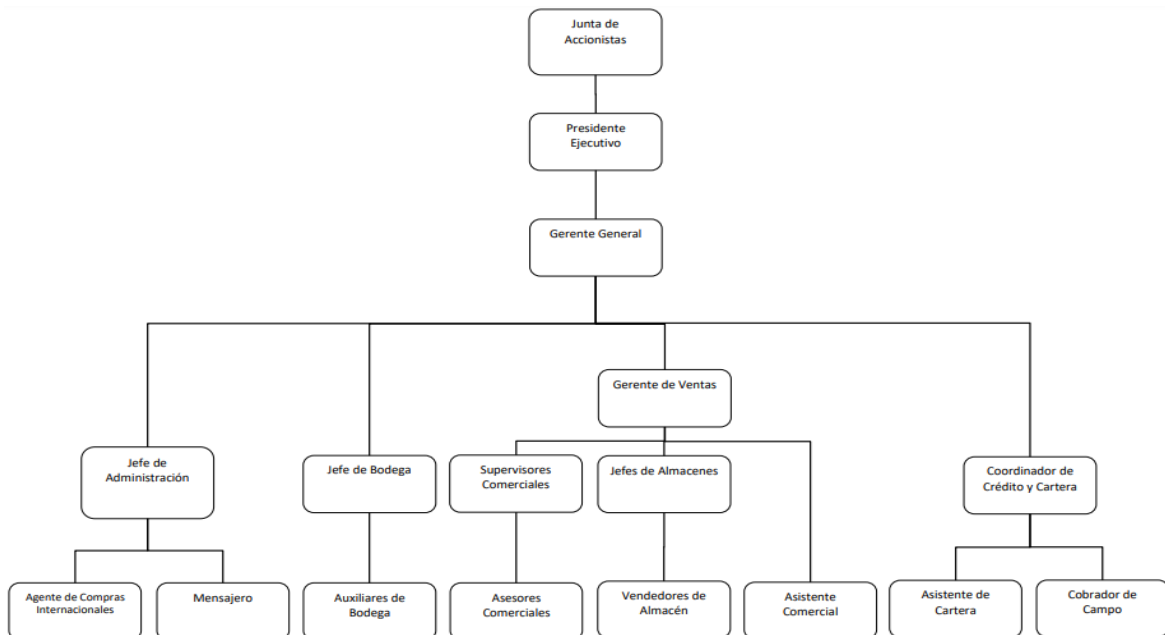 Junta de
Accionistas
Presidente
Ejecutivo
Gerente General
Gerente de Ventas
Jefe de
Administración
Jefe de Bodega
Supervisores
Comerciales
Jefes de Almacenes
Coordinador de
Crédito y Cartera
Agente de Compras
Internacionales
Mensajero
Auxiliares de
Bodega
Asesores
Comerciales
Vendedores de
Almacén
Asistente
Comercial
Asistente de
Cartera
Cobrador de
Campo